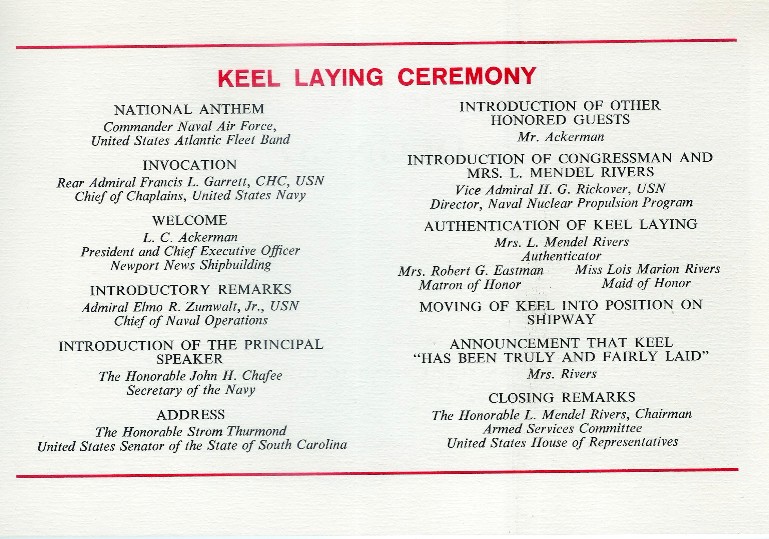 KEEL LAYING CEREMONY
NATIONAL ANTHEM
Commander Naval Air Force,
United States Atlantic Fleet Band
INVOCATION
Rear Admiral Francis L. Garrett, CHC, USN
Chief of Chaplains, United States Navy
WELCOME
L. C. Ackerman
President and Chief Executive Officer
Newport News Shipbuilding
INTRODUCTORY REMARKS
Admiral Elmo R. Zumwalt, Jr., USN
Chief of Naval Operations
INTRODUCTION OF THE PRINCIPAL
SPEAKER
The Honorable John H. Chafee
Secretary of the Navy
ADDRESS
The Honorable Strom Thurmond
United States Senator of the State of South Carolina
INTRODUCTION OF OTHER
HONORED GUESTS
Mr. Ackerman
INTRODUCTION OF CONGRESSMAN AND
MRS. L. MENDEL RIVERS
Vice Admiral H. G. Rickover, USN
Director, Naval Nuclear Propulsion Program
AUTHENTICATION OF KEEL LAYING
Mrs. L. Mendel Rivers
Authenticator
Mrs. Robert G. Eastman Miss Lois Marion Rivers
Matron of Honor Maid of Honor
MOVING OF KEEL INTO POSITION ON
SHIPWAY
ANNOUNCEMENT THAT KEEL
"HAS BEEN TRULY AND FAIRLY LAID"
Mrs. Rivers
CLOSING REMARKS
The Honorable L. Mendel Rivers, Chairman
Armed Services Committee
United States House of Representatives